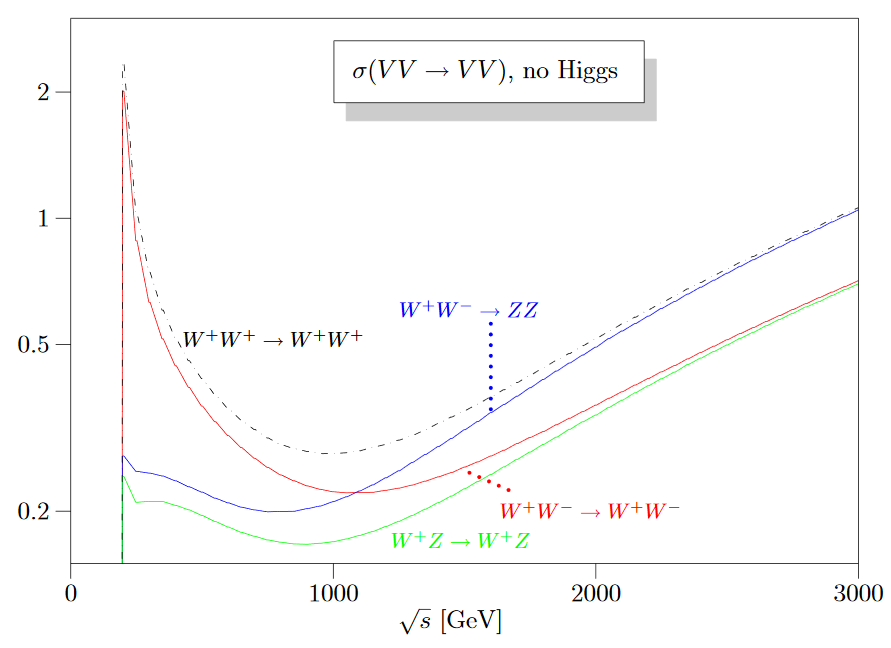 σ(VV → VV), no Higgs
2
1
W⁺W⁻ → ZZ
W⁺W⁺ → W⁺W⁺
0.5
0.2
W⁺W⁻ → W⁺W⁻
W⁺Z → W⁺Z
0 1000 2000 3000
√s [GeV]